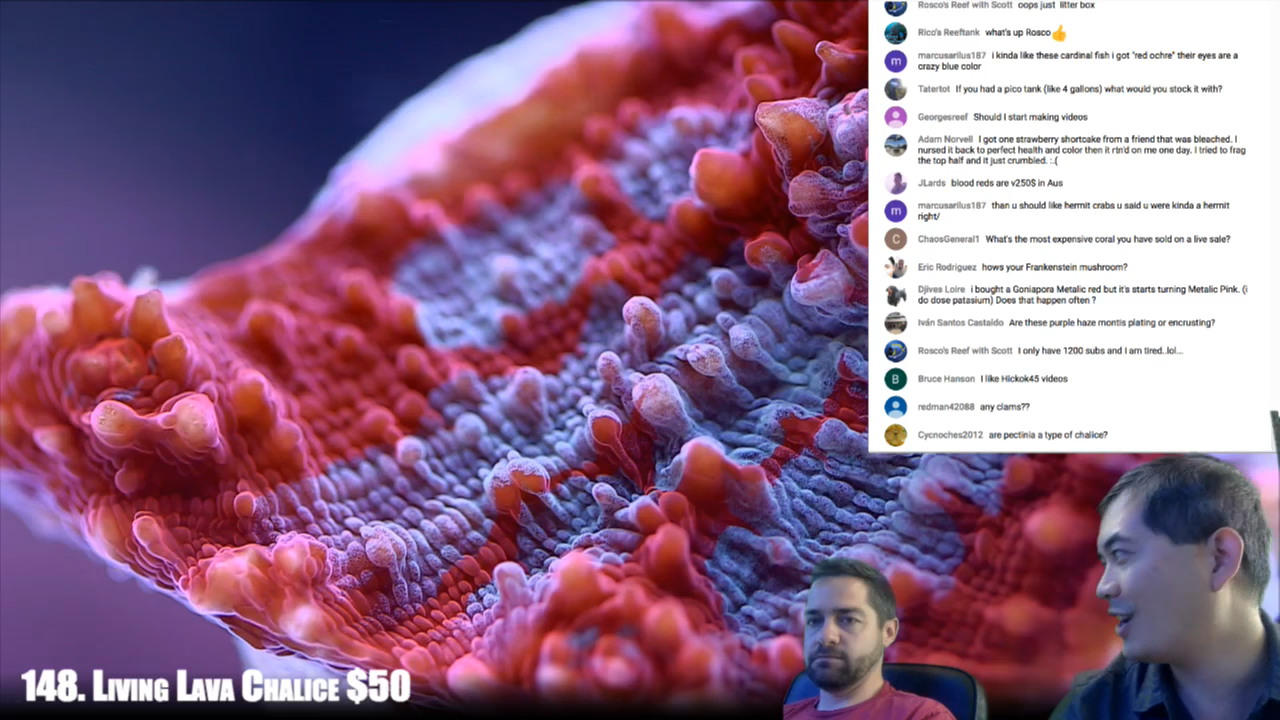 Rosco's Reef with Scott oops just litter box
Rico's Reeftank what's up Rosco👍
marcusarilus187 i kinda like these cardinal fish i got "red ochre" their eyes are a
crazy blue color
Tatertot If you had a pico tank (like 4 gallons) what would you stock it with?
Georgesreef Should I start making videos
Adam Norvell I got one strawberry shortcake from a friend that was bleached. I
nursed it back to perfect health and color then it rtn'd on me one day. I tried to frag
the top half and it just crumbled. :.(
JLards blood reds are v250$ in Aus
marcusarilus187 than u should like hermit crabs u said u were kinda a hermit
right/
C ChaosGeneral1 What's the most expensive coral you have sold on a live sale?
Eric Rodriguez hows your Frankenstein mushroom?
Djives Loire i bought a Goniapora Metalic red but it's starts turning Metalic Pink. (i
do dose patasium) Does that happen often ?
Iván Santos Castaldo Are these purple haze montis plating or encrusting?
Rosco's Reef with Scott I only have 1200 subs and I am tired..lol...
B Bruce Hanson I like Hickok45 videos
redman42088 any clams??
Cycnoches2012 are pectinia a type of chalice?
148. Living Lava Chalice $50